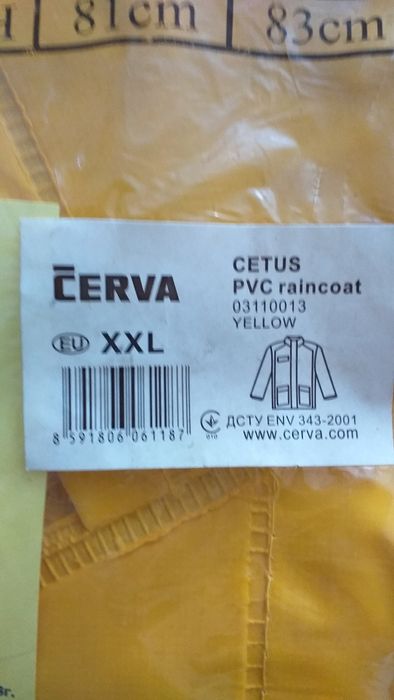 81cm 83cm
CERVA
CETUS
PVC raincoat
03110013
YELLOW
EU XXL
8 591806 061187
ДСТУ ENV 343-2001
www.cerva.com